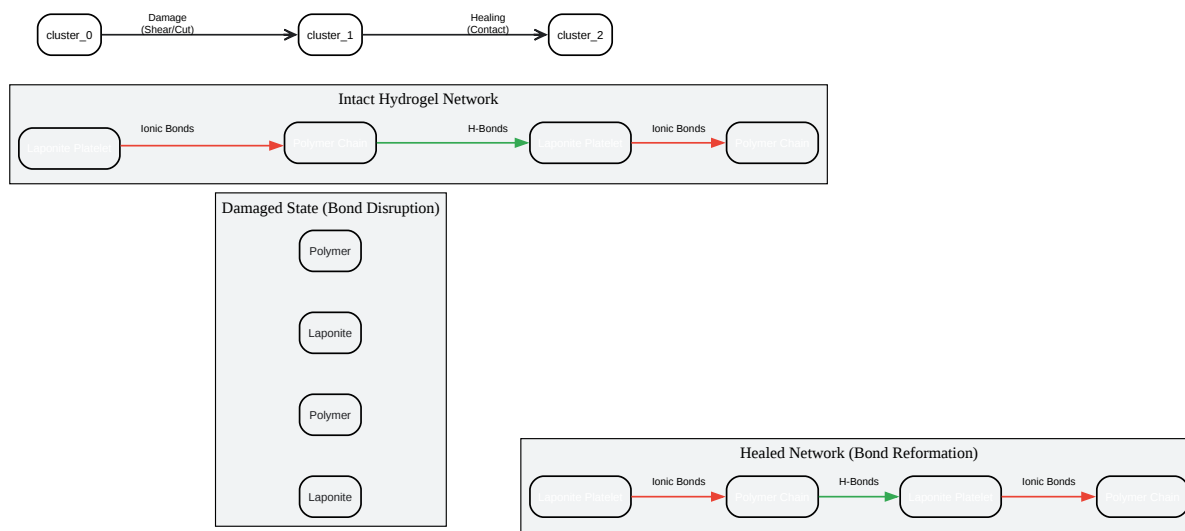 Damage
(Shear/Cut)
Healing
(Contact)
cluster_0
cluster_1
cluster_2
Intact Hydrogel Network
Ionic Bonds
H-Bonds
Ionic Bonds
Laponite Platelet
Polymer Chain
Laponite Platelet
Polymer Chain
Damaged State (Bond Disruption)
Polymer
Laponite
Polymer
Laponite
Healed Network (Bond Reformation)
Ionic Bonds
H-Bonds
Ionic Bonds
Laponite Platelet
Polymer Chain
Laponite Platelet
Polymer Chain